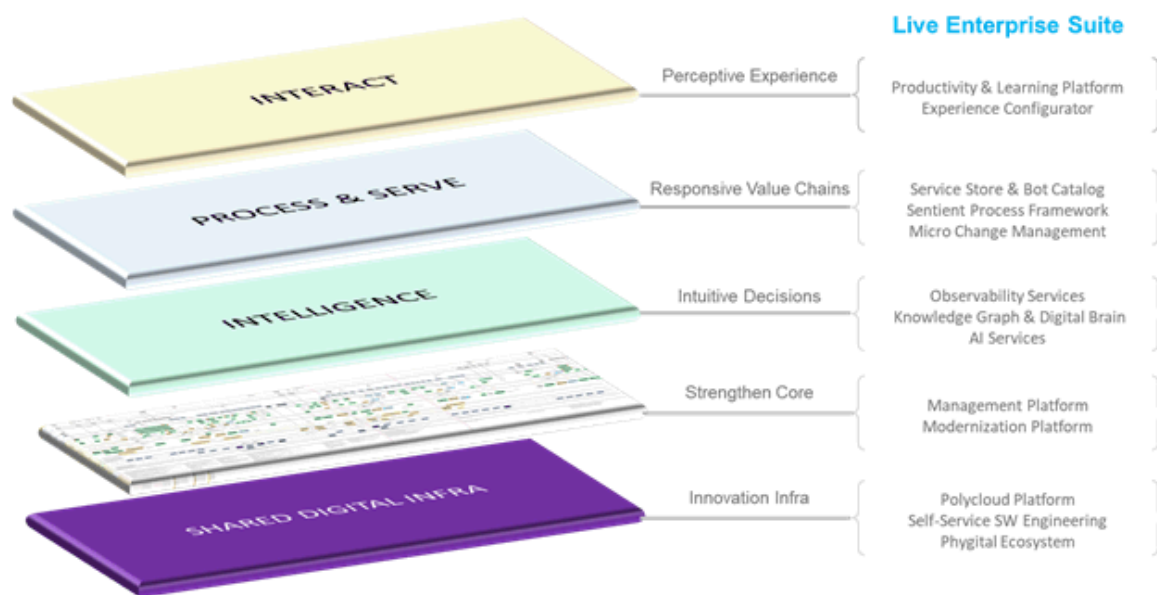 Live Enterprise Suite
INTERACT
Perceptive Experience
Productivity & Learning Platform
Experience Configurator
PROCESS & SERVE
Responsive Value Chains
Service Store & Bot Catalog
Sentient Process Framework
Micro Change Management
INTELLIGENCE
Intuitive Decisions
Observability Services
Knowledge Graph & Digital Brain
AI Services
Strengthen Core
Management Platform
Modernization Platform
SHARED DIGITAL INFRA
Innovation Infra
Polycloud Platform
Self-Service SW Engineering
Phygital Ecosystem